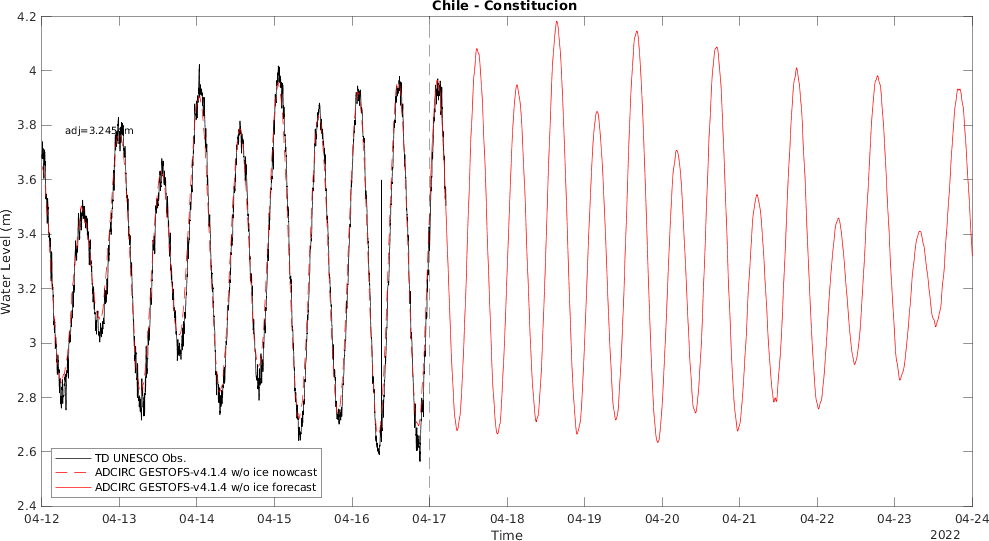 Chile - Constitucion
4.2
4
3.8
3.6
3.4
3.2
3
2.8
2.6
2.4
Water Level (m)
TD UNESCO Obs.
ADCIRC GESTOFS-v4.1.4 w/o ice nowcast
ADCIRC GESTOFS-v4.1.4 w/o ice forecast
04-12 04-13 04-14 04-15 04-16 04-17 04-18 04-19 04-20 04-21 04-22 04-23 04-24
Time
2022